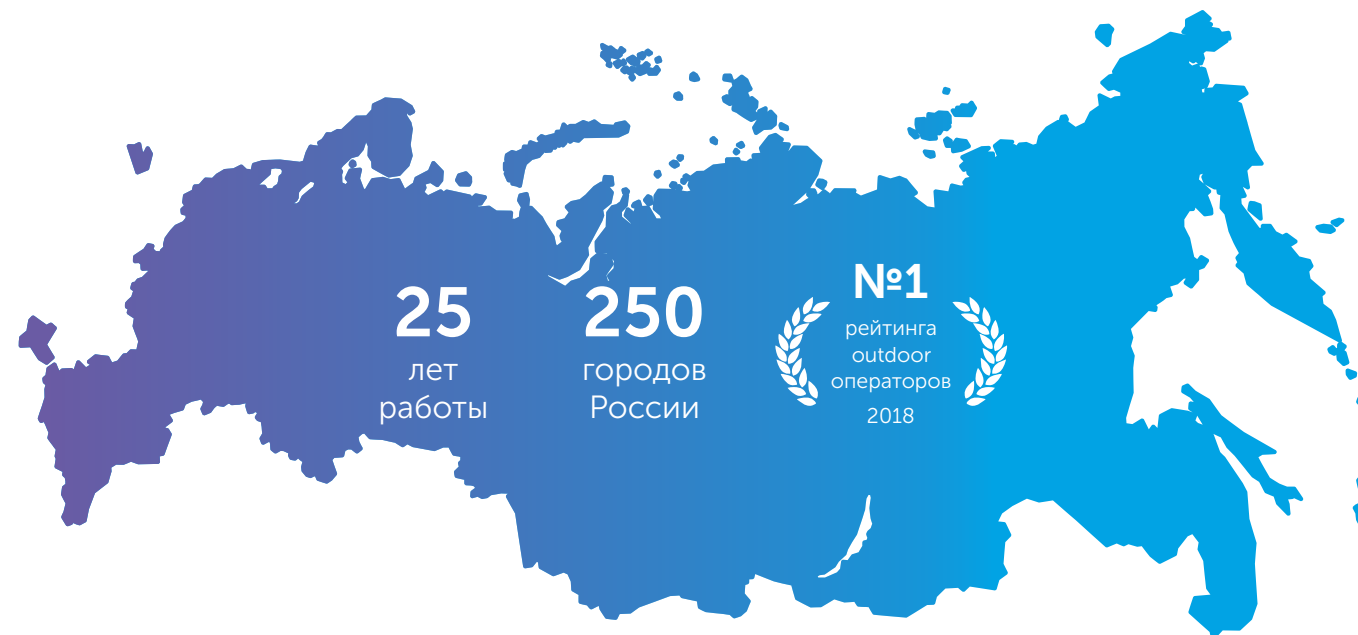 25
лет
работы
250
городов
России
№1
рейтинга
outdoor
операторов
2018